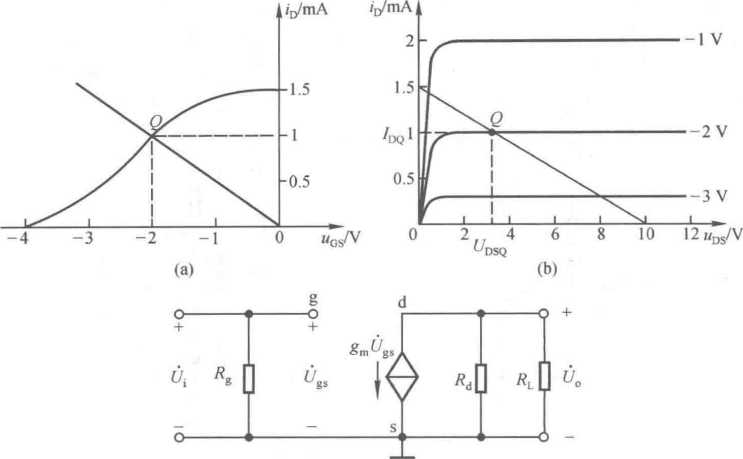 i_D/mA
1.5
Q
1
0.5
−4 −3 −2 −1 0 u_GS/V
(a)
i_D/mA
2
−1 V
1.5
Q
I_DQ 1
−2 V
0.5
−3 V
0 2 4 6 8 10 12 u_DS/V
U_DSQ
(b)
g d
+ + +
g_m U̇_gs
U̇_i R_g U̇_gs R_d R_L U̇_o
− − s −